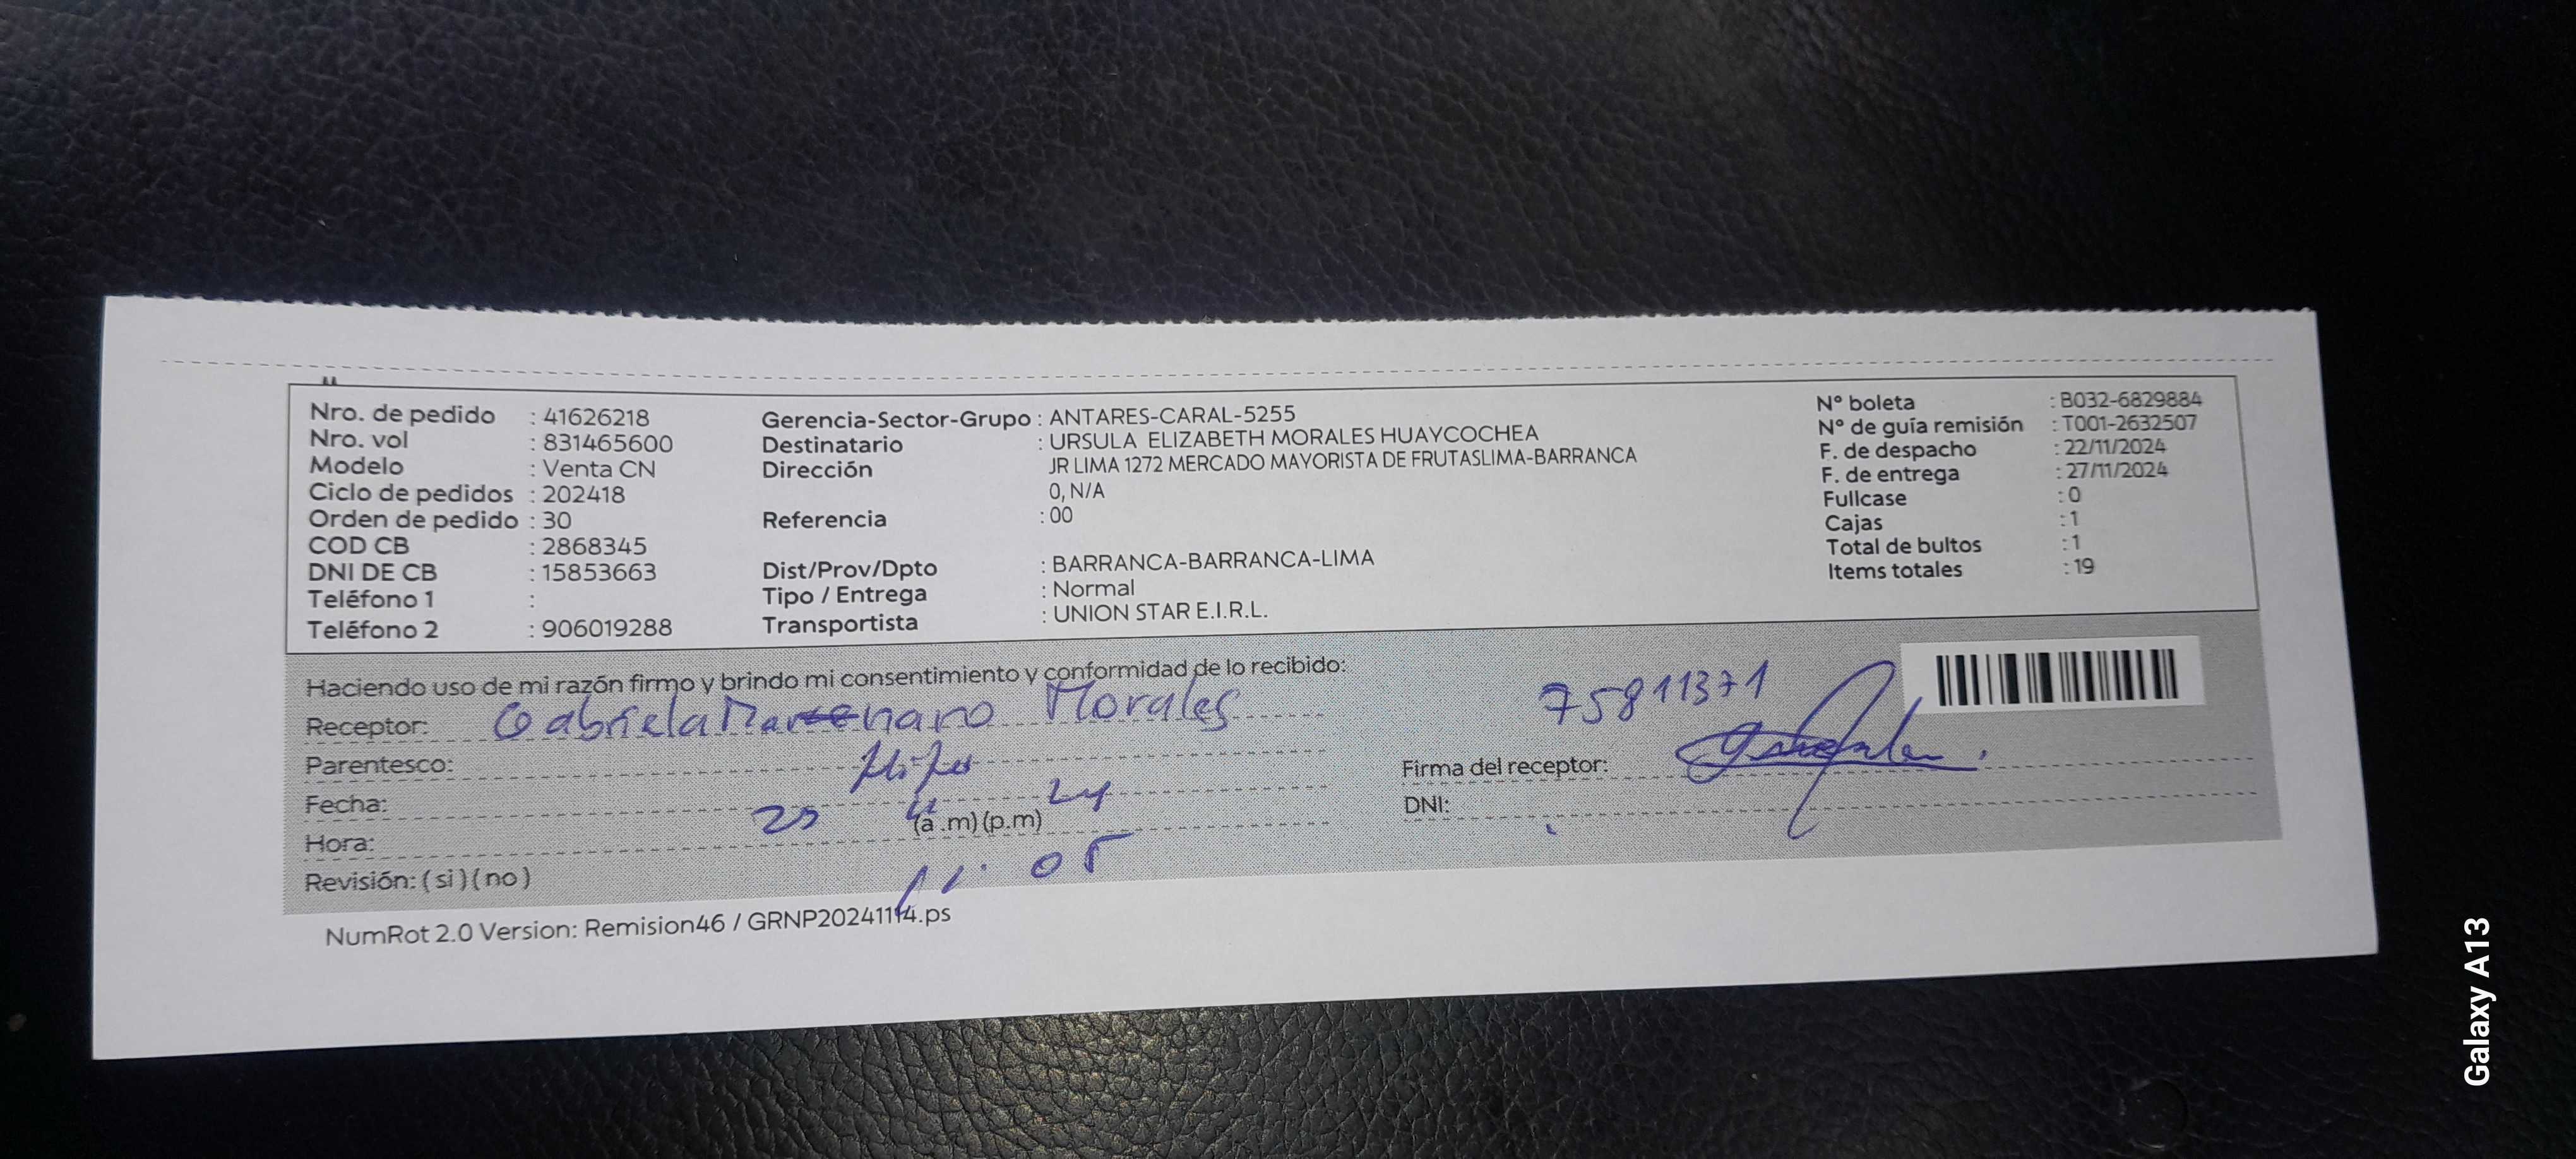 Nro. de pedido : 41626218
Nro. vol : 831465600
Modelo : Venta CN
Ciclo de pedidos : 202418
Orden de pedido : 30
COD CB : 2868345
DNI DE CB : 15853663
Teléfono 1 :
Teléfono 2 : 906019288
Gerencia-Sector-Grupo : ANTARES-CARAL-5255
Destinatario : URSULA ELIZABETH MORALES HUAYCOCHEA
Dirección JR LIMA 1272 MERCADO MAYORISTA DE FRUTASLIMA-BARRANCA
0, N/A
Referencia : 00
Dist/Prov/Dpto : BARRANCA-BARRANCA-LIMA
Tipo / Entrega : Normal
Transportista : UNION STAR E.I.R.L.
N° boleta : B032-6829884
N° de guía remisión : T001-2632507
F. de despacho : 22/11/2024
F. de entrega : 27/11/2024
Fullcase : 0
Cajas : 1
Total de bultos : 1
Items totales : 19
Haciendo uso de mi razón firmo y brindo mi consentimiento y conformidad de lo recibido:
Receptor: Gabriela Morales
Parentesco:
Fecha: 11 24
Hora: (a .m) (p.m)
11:05
Revisión: ( si ) ( no )
75811371
Firma del receptor:
DNI:
NumRot 2.0 Version: Remision46 / GRNP20241114.ps
Galaxy A13